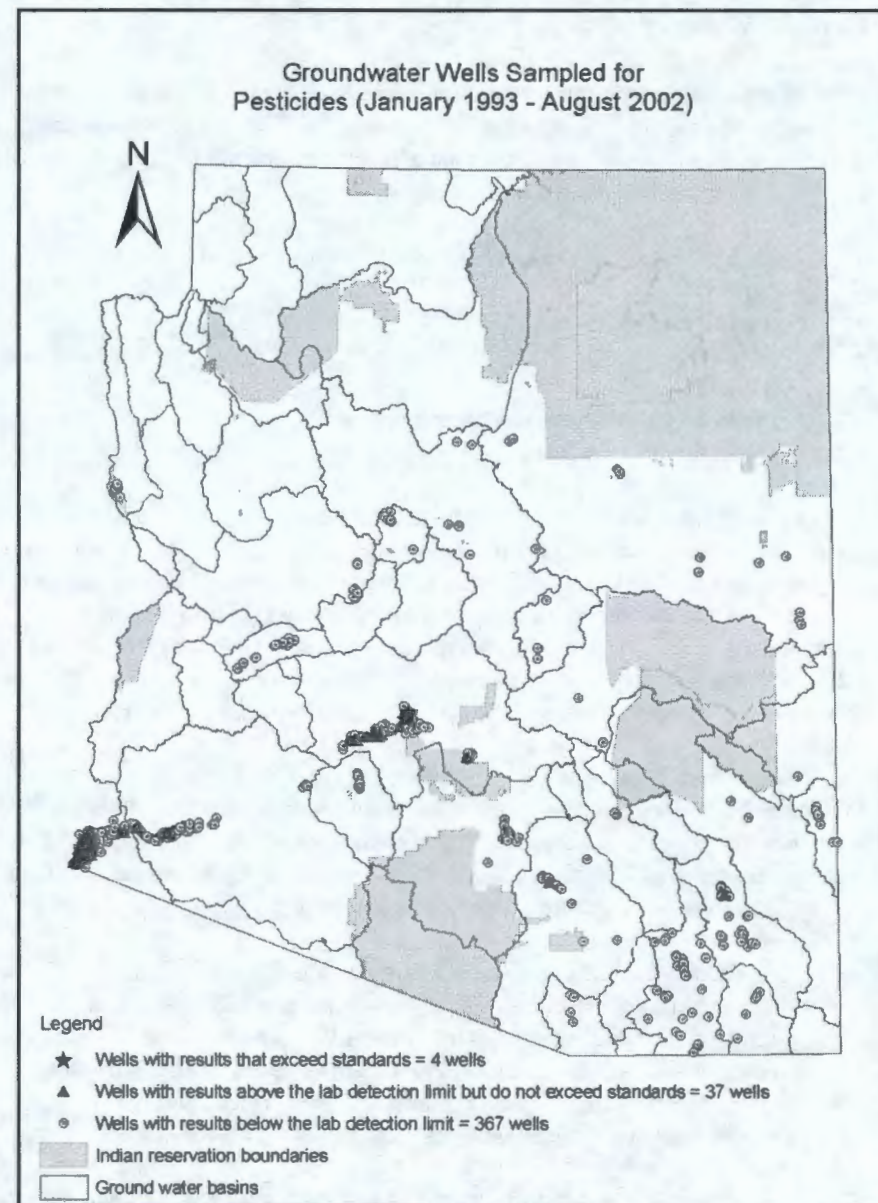 Groundwater Wells Sampled for
Pesticides (January 1993 - August 2002)
N
Legend
Wells with results that exceed standards = 4 wells
Wells with results above the lab detection limit but do not exceed standards = 37 wells
Wells with results below the lab detection limit = 367 wells
Indian reservation boundaries
Ground water basins